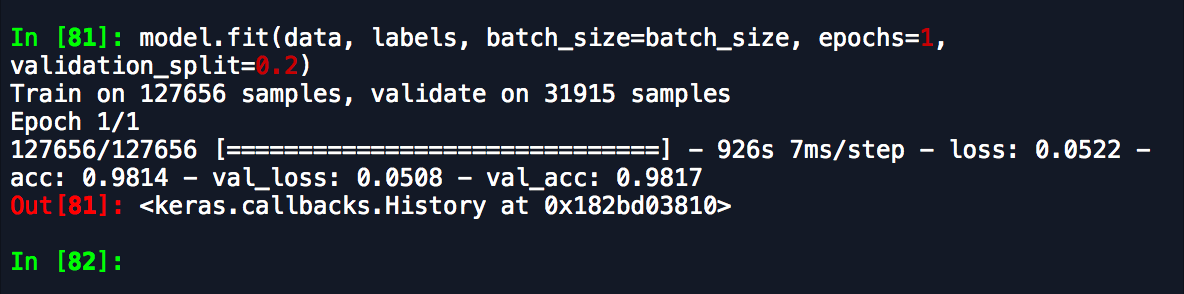 In [81]: model.fit(data, labels, batch_size=batch_size, epochs=1,
validation_split=0.2)
Train on 127656 samples, validate on 31915 samples
Epoch 1/1
127656/127656 [==============================] - 926s 7ms/step - loss: 0.0522 -
acc: 0.9814 - val_loss: 0.0508 - val_acc: 0.9817
Out[81]: <keras.callbacks.History at 0x182bd03810>
In [82]: